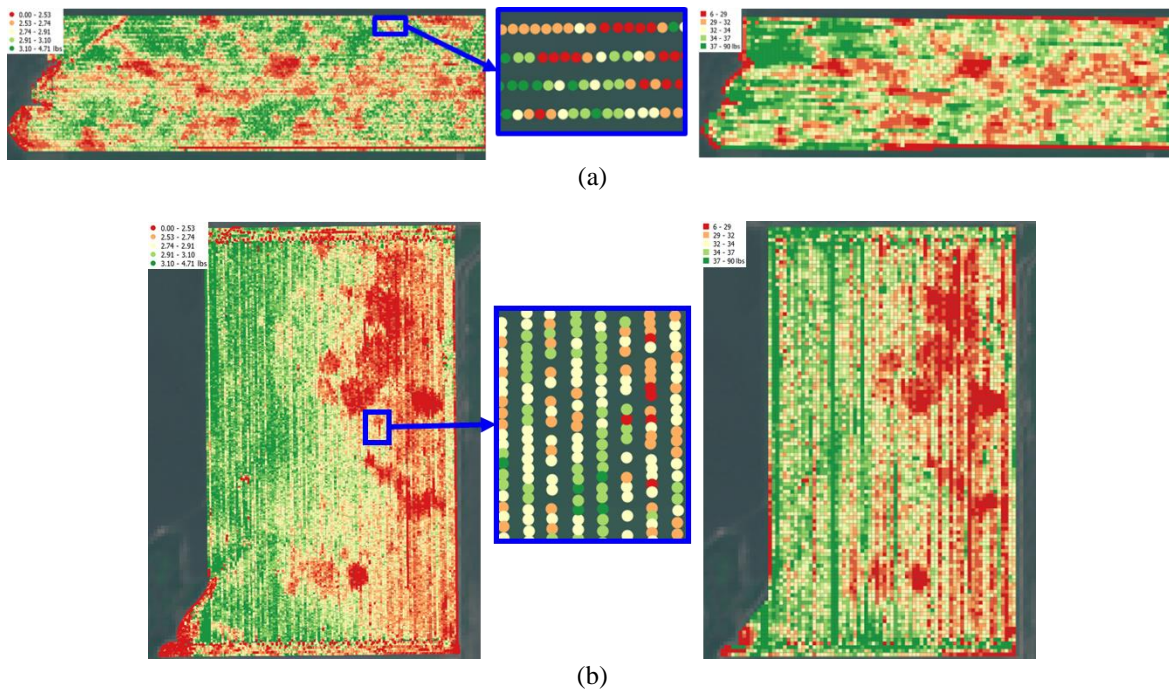 0.00 - 2.53
2.53 - 2.74
2.74 - 2.91
2.91 - 3.10
3.10 - 4.71 lbs
6 - 29
29 - 32
32 - 34
34 - 37
37 - 90 lbs
(a)
0.00 - 2.53
2.53 - 2.74
2.74 - 2.91
2.91 - 3.10
3.10 - 4.71 lbs
6 - 29
29 - 32
32 - 34
34 - 37
37 - 90 lbs
(b)